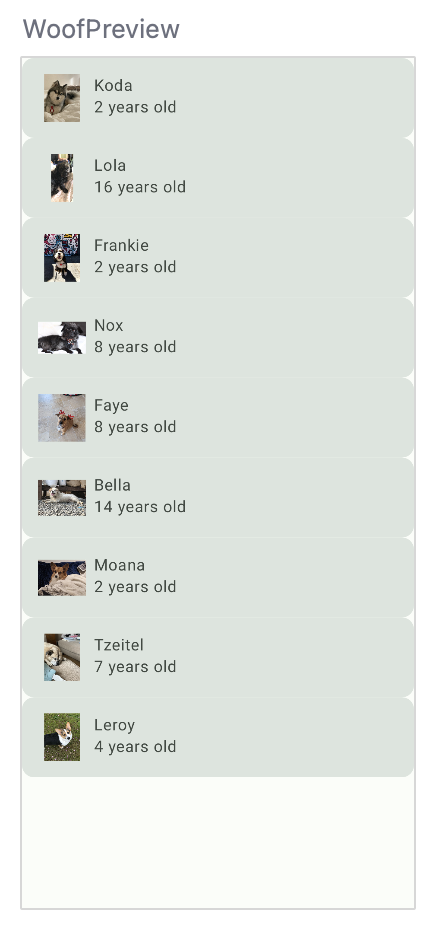 WoofPreview
Koda
2 years old
Lola
16 years old
Frankie
2 years old
Nox
8 years old
Faye
8 years old
Bella
14 years old
Moana
2 years old
Tzeitel
7 years old
Leroy
4 years old